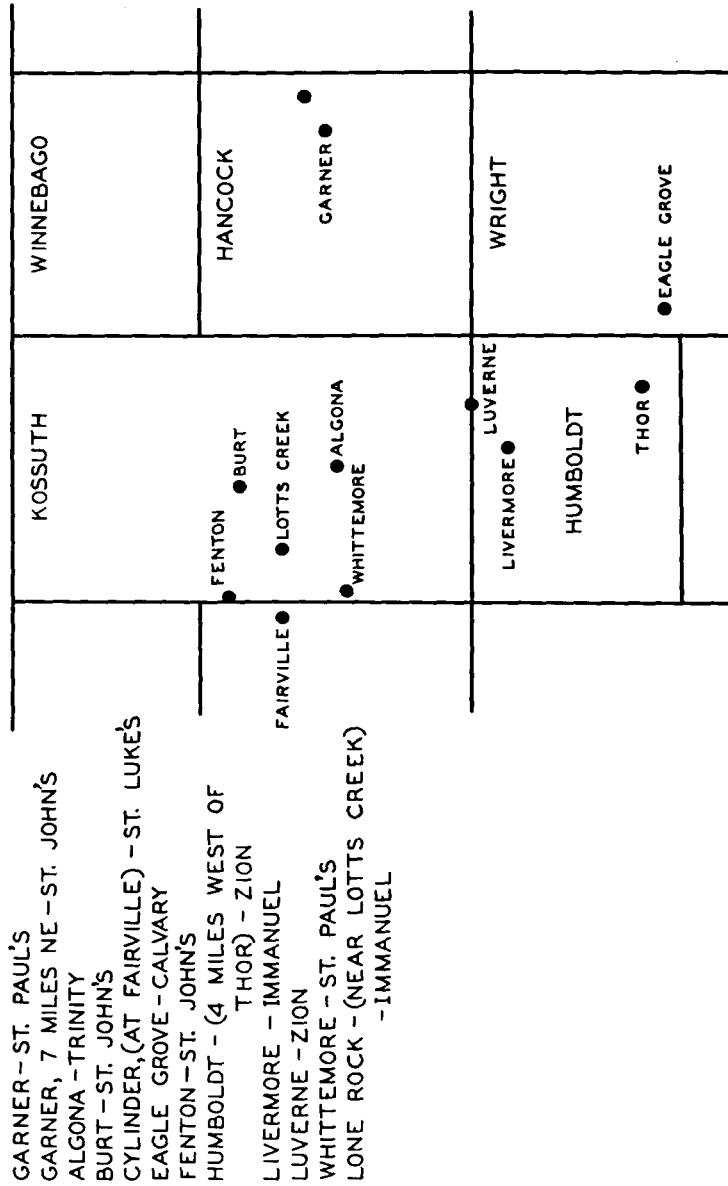 GARNER – ST. PAUL'S
GARNER, 7 MILES NE – ST. JOHN'S
ALGONA – TRINITY
BURT – ST. JOHN'S
CYLINDER, (AT FAIRVILLE) – ST. LUKE'S
EAGLE GROVE – CALVARY
FENTON – ST. JOHN'S
HUMBOLDT – (4 MILES WEST OF
THOR) – ZION
LIVERMORE – IMMANUEL
LUVERNE – ZION
WHITTEMORE – ST. PAUL'S
LONE ROCK – (NEAR LOTTS CREEK)
– IMMANUEL
KOSSUTH
WINNEBAGO
HANCOCK
FENTON
BURT
FAIRVILLE
LOTTS CREEK
GARNER
ALGONA
WHITTEMORE
LUVERNE
WRIGHT
LIVERMORE
HUMBOLDT
THOR
EAGLE GROVE